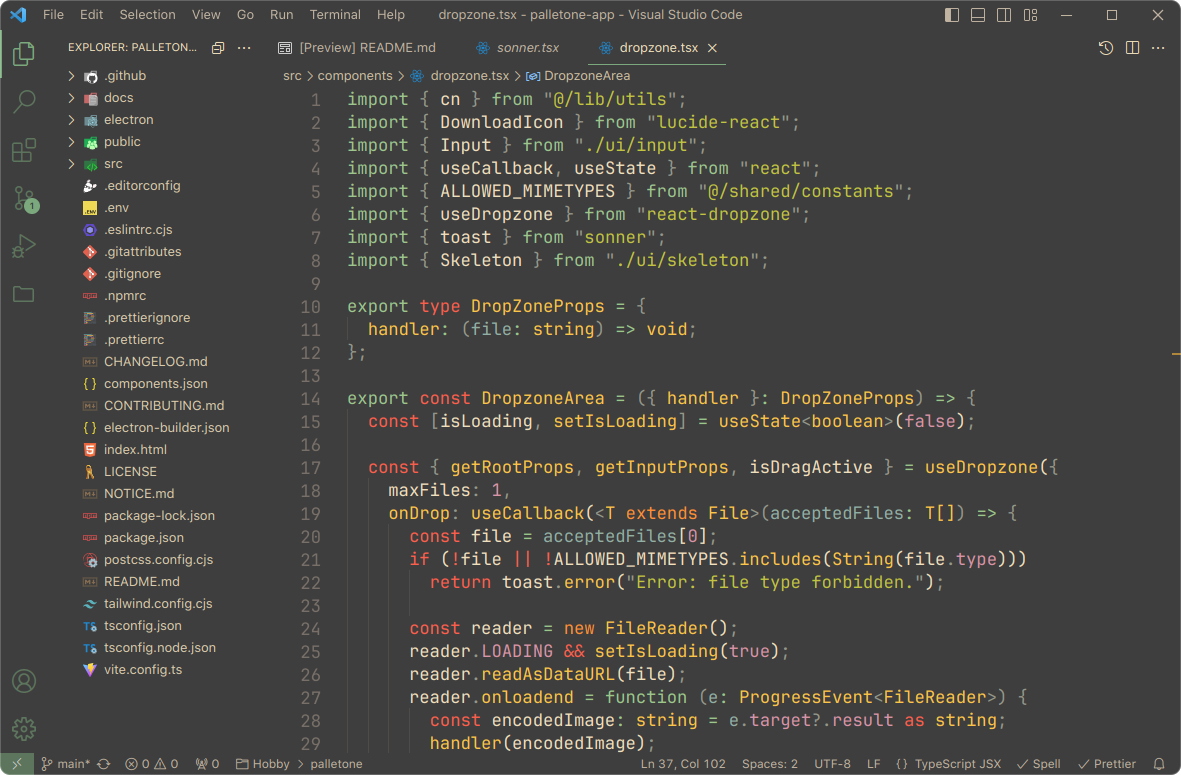 File Edit Selection View Go Run Terminal Help dropzone.tsx - palletone-app - Visual Studio Code
EXPLORER: PALLETON...
[Preview] README.md sonner.tsx dropzone.tsx
src > components > dropzone.tsx > DropzoneArea
.github
docs
electron
public
src
.editorconfig
.env
.eslintrc.cjs
.gitattributes
.gitignore
.npmrc
.prettierignore
.prettierrc
CHANGELOG.md
components.json
CONTRIBUTING.md
electron-builder.json
index.html
LICENSE
NOTICE.md
package-lock.json
package.json
postcss.config.cjs
README.md
tailwind.config.cjs
tsconfig.json
tsconfig.node.json
vite.config.ts
1
1 import { cn } from "@/lib/utils";
2 import { DownloadIcon } from "lucide-react";
3 import { Input } from "./ui/input";
4 import { useCallback, useState } from "react";
5 import { ALLOWED_MIMETYPES } from "@/shared/constants";
6 import { useDropzone } from "react-dropzone";
7 import { toast } from "sonner";
8 import { Skeleton } from "./ui/skeleton";
9
10 export type DropZoneProps = {
11 handler: (file: string) => void;
12 };
13
14 export const DropzoneArea = ({ handler }: DropZoneProps) => {
15 const [isLoading, setIsLoading] = useState<boolean>(false);
16
17 const { getRootProps, getInputProps, isDragActive } = useDropzone({
18 maxFiles: 1,
19 onDrop: useCallback(<T extends File>(acceptedFiles: T[]) => {
20 const file = acceptedFiles[0];
21 if (!file || !ALLOWED_MIMETYPES.includes(String(file.type)))
22 return toast.error("Error: file type forbidden.");
23
24 const reader = new FileReader();
25 reader.LOADING && setIsLoading(true);
26 reader.readAsDataURL(file);
27 reader.onloadend = function (e: ProgressEvent<FileReader>) {
28 const encodedImage: string = e.target?.result as string;
29 handler(encodedImage);
main* 0 0 0 Hobby > palletone Ln 37, Col 102 Spaces: 2 UTF-8 LF { } TypeScript JSX Spell Prettier